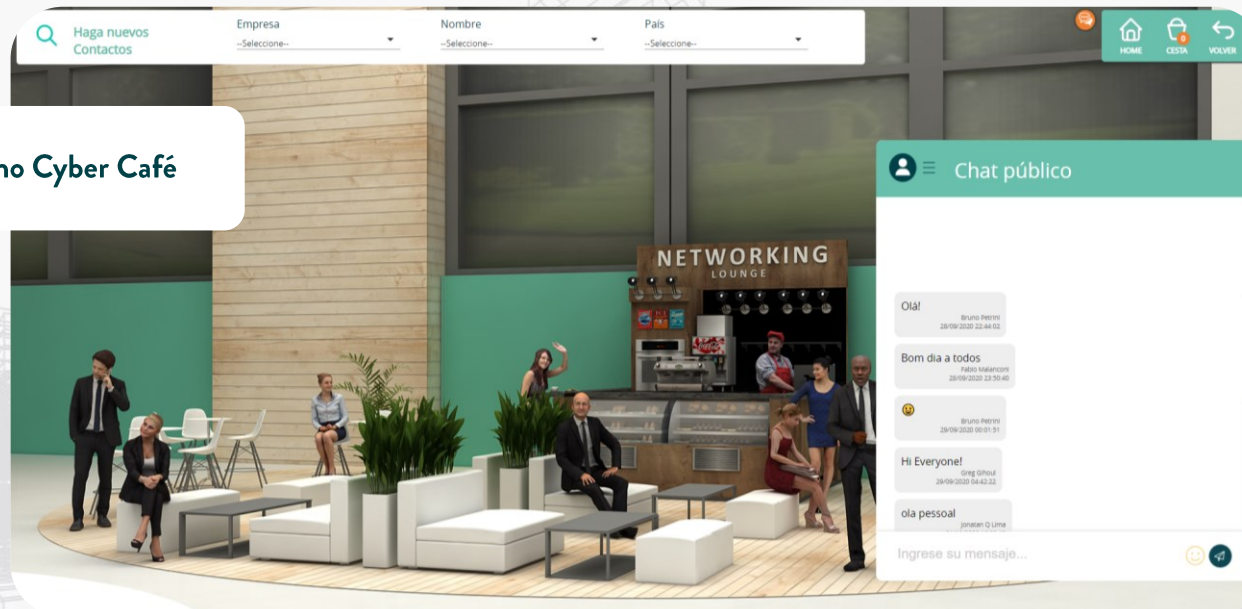 Haga nuevos
Contactos
Empresa
--Seleccione--
Nombre
--Seleccione--
País
--Seleccione--
HOME
0
CESTA
VOLVER
no Cyber Café
NETWORKING
LOUNGE
Chat público
Olá!
Bruno Petrini
28/09/2020 22:44:02
Bom dia a todos
Fabio Malanconi
28/09/2020 23:50:40
Bruno Petrini
29/09/2020 00:01:51
Hi Everyone!
Greg Ghoul
29/09/2020 04:42:22
ola pessoal
Jonatan Q Lima
Ingrese su mensaje...